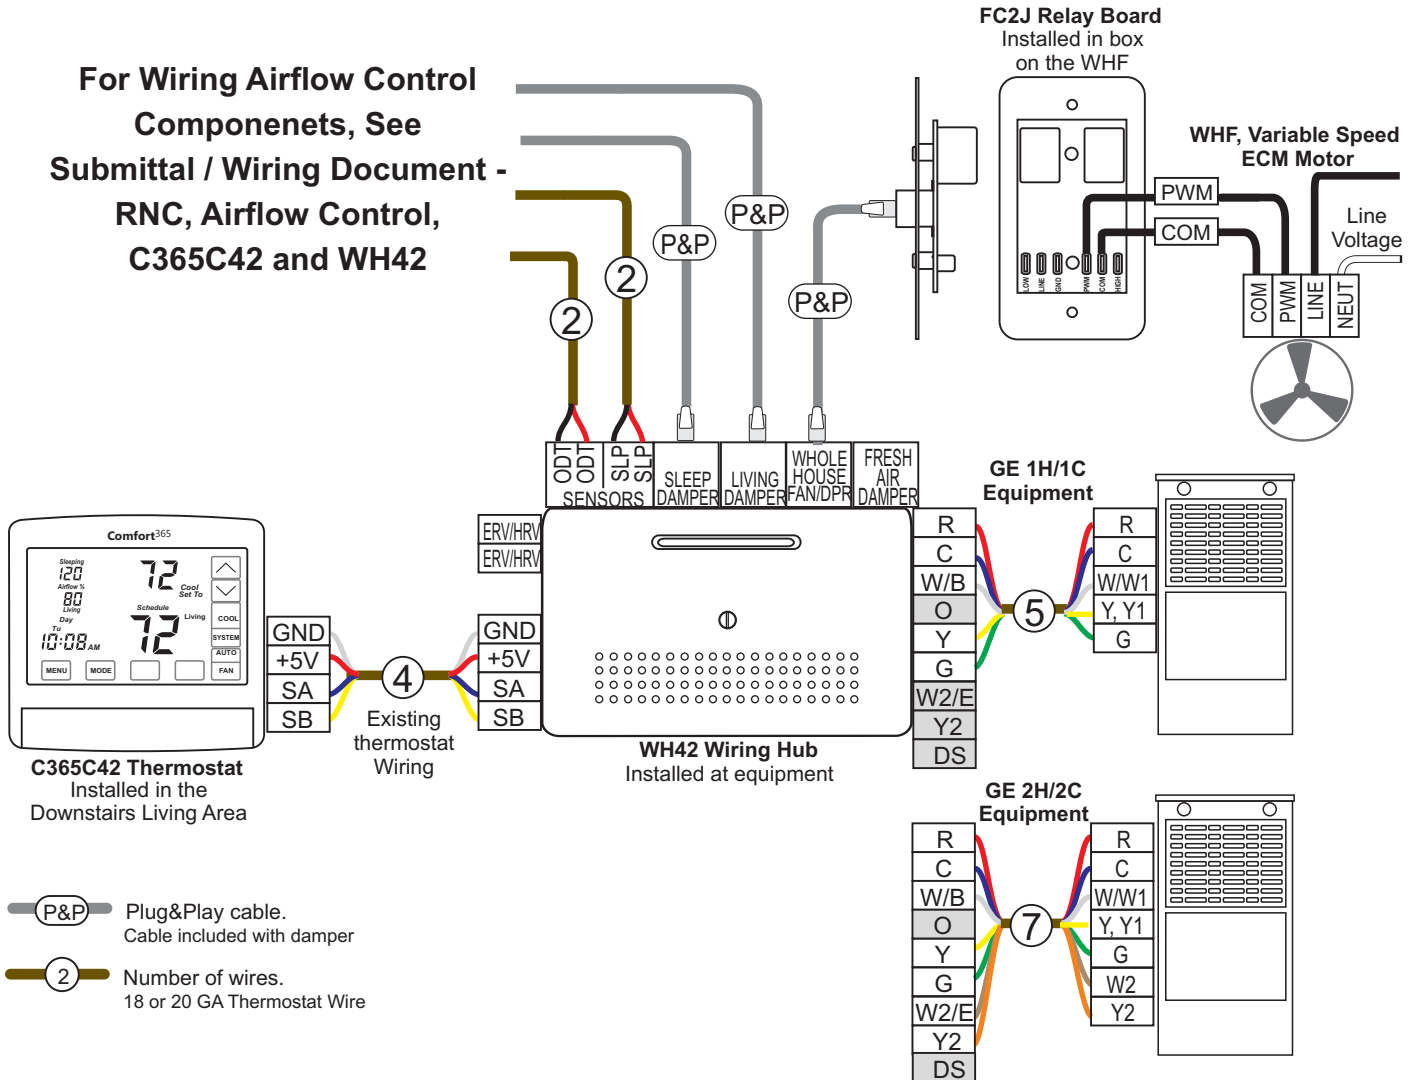 FC2J Relay Board
Installed in box
on the WHF
For Wiring Airflow Control
Componenets, See
Submittal / Wiring Document -
RNC, Airflow Control,
C365C42 and WH42
WHF, Variable Speed
ECM Motor
PWM
COM
Line
Voltage
P&P
P&P
P&P
2
2
LOW
LINE
GND
PWM
COM
HIGH
COM
PWM
LINE
NEUT
ODT
ODT
SLP
SLP
SENSORS
SLEEP
DAMPER
LIVING
DAMPER
WHOLE
HOUSE
FAN/DPR
FRESH
AIR
DAMPER
ERV/HRV
ERV/HRV
GE 1H/1C
Equipment
R
C
W/B
O
Y
G
W2/E
Y2
DS
5
R
C
W/W1
Y, Y1
G
Comfort365
Sleeping
120
Airflow %
80
Living
Day
Tu
10:08 AM
72
Cool
Set To
Schedule
72
Living
COOL
SYSTEM
AUTO
FAN
MENU
MODE
GND
+5V
SA
SB
4
Existing
thermostat
Wiring
GND
+5V
SA
SB
WH42 Wiring Hub
Installed at equipment
C365C42 Thermostat
Installed in the
Downstairs Living Area
GE 2H/2C
Equipment
R
C
W/B
O
Y
G
W2/E
Y2
DS
7
R
C
W/W1
Y, Y1
G
W2
Y2
P&P
Plug&Play cable.
Cable included with damper
2
Number of wires.
18 or 20 GA Thermostat Wire